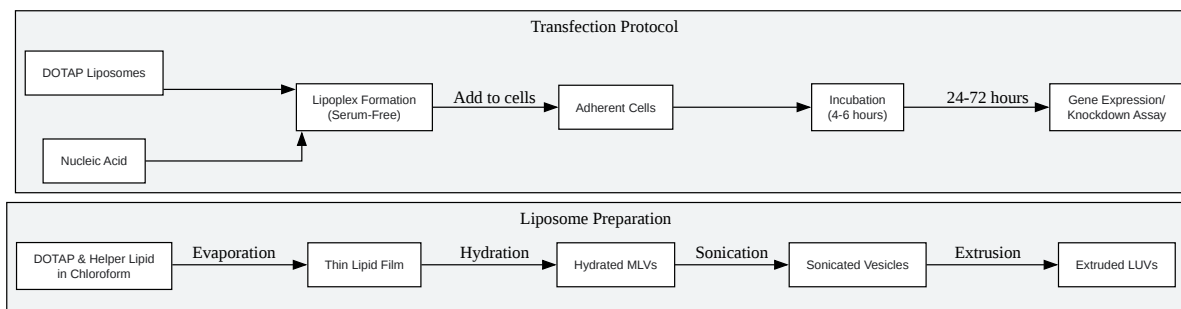 Transfection Protocol
DOTAP Liposomes
Nucleic Acid
Lipoplex Formation
(Serum-Free)
Add to cells
Adherent Cells
Incubation
(4-6 hours)
24-72 hours
Gene Expression/
Knockdown Assay
Liposome Preparation
DOTAP & Helper Lipid
in Chloroform
Evaporation
Thin Lipid Film
Hydration
Hydrated MLVs
Sonication
Sonicated Vesicles
Extrusion
Extruded LUVs